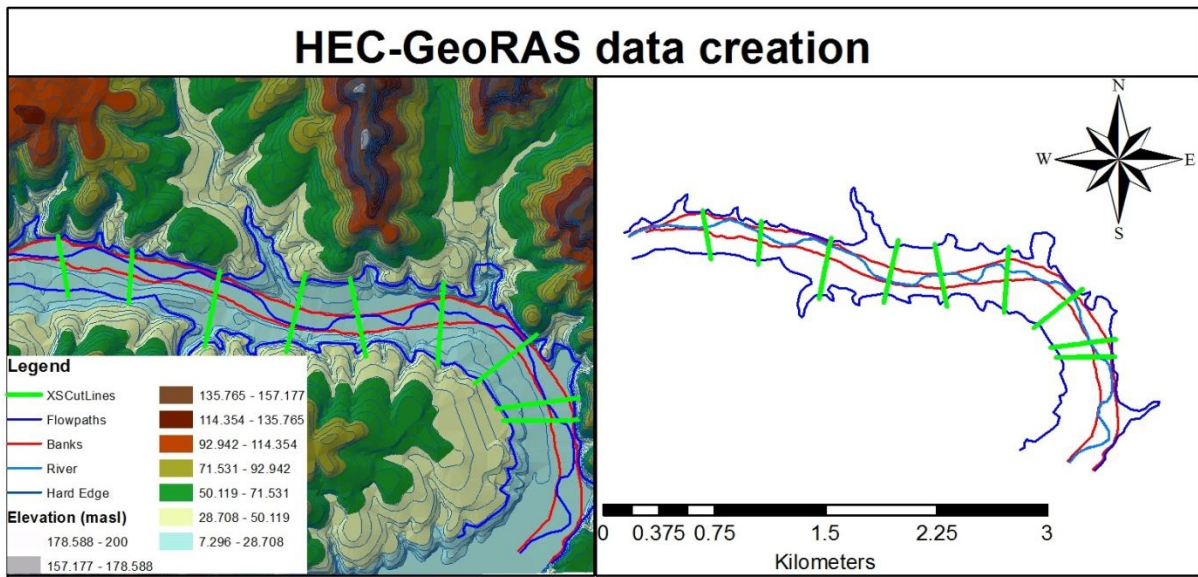 HEC-GeoRAS data creation
Legend
XSCutLines
Flowpaths
Banks
River
Hard Edge
Elevation (masl)
178.588 - 200
157.177 - 178.588
135.765 - 157.177
114.354 - 135.765
92.942 - 114.354
71.531 - 92.942
50.119 - 71.531
28.708 - 50.119
7.296 - 28.708
N
W
E
S
0 0.375 0.75 1.5 2.25 3
Kilometers